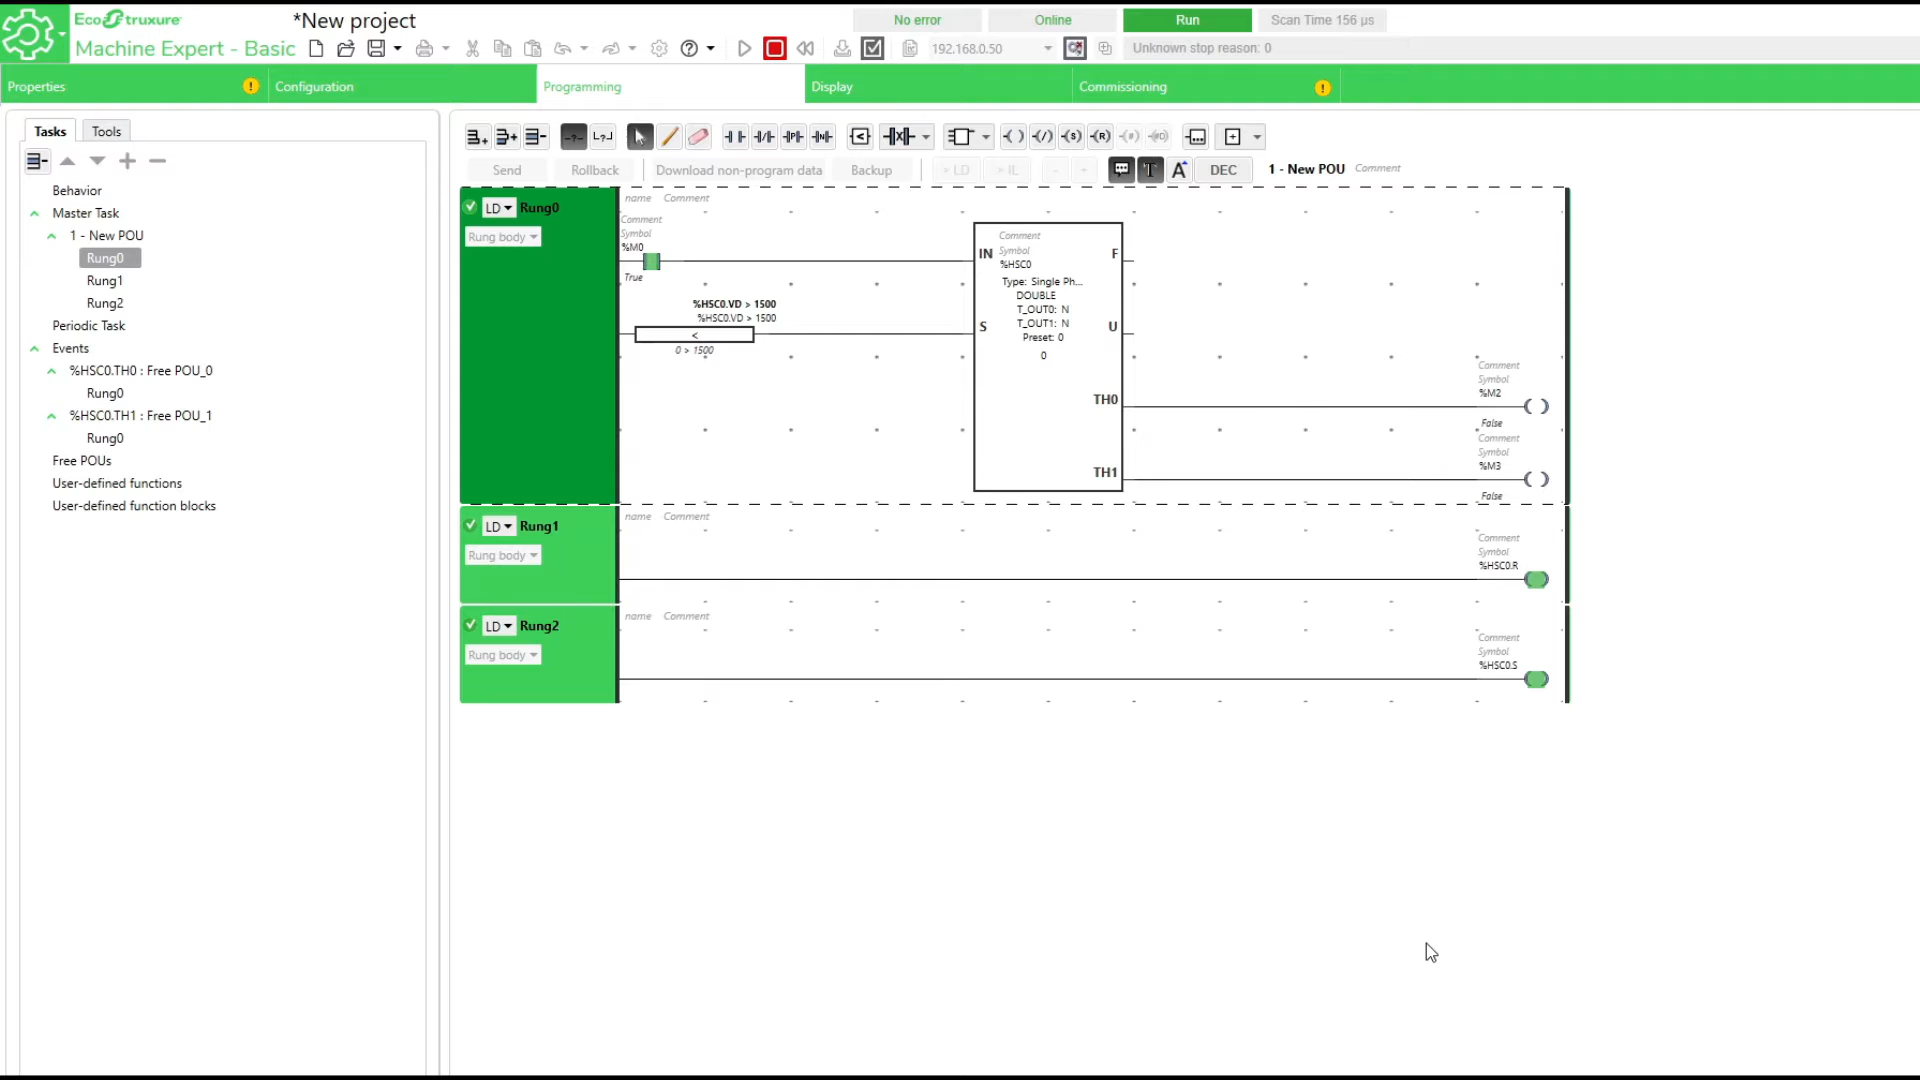 EcoStruxure
*New project
No error
Online
Run
Scan Time 156 µs
Machine Expert - Basic
192.168.0.50
Unknown stop reason: 0
Properties
Configuration
Programming
Display
Commissioning
Tasks
Tools
Send
Rollback
Download non-program data
Backup
> LD
> IL
DEC
1 - New POU
Comment
Behavior
Master Task
1 - New POU
Rung0
Rung1
Rung2
Periodic Task
Events
%HSC0.TH0 : Free POU_0
Rung0
%HSC0.TH1 : Free POU_1
Rung0
Free POUs
User-defined functions
User-defined function blocks
LD
Rung0
Rung body
name Comment
Comment
Symbol
%M0
True
%HSC0.VD > 1500
%HSC0.VD > 1500
<
0 > 1500
Comment
IN
Symbol
F
%HSC0
Type: Single Ph...
DOUBLE
T_OUT0: N
T_OUT1: N
S
U
Preset: 0
0
TH0
TH1
Comment
Symbol
%M2
False
Comment
Symbol
%M3
False
LD
Rung1
Rung body
name Comment
Comment
Symbol
%HSC0.R
LD
Rung2
Rung body
name Comment
Comment
Symbol
%HSC0.S